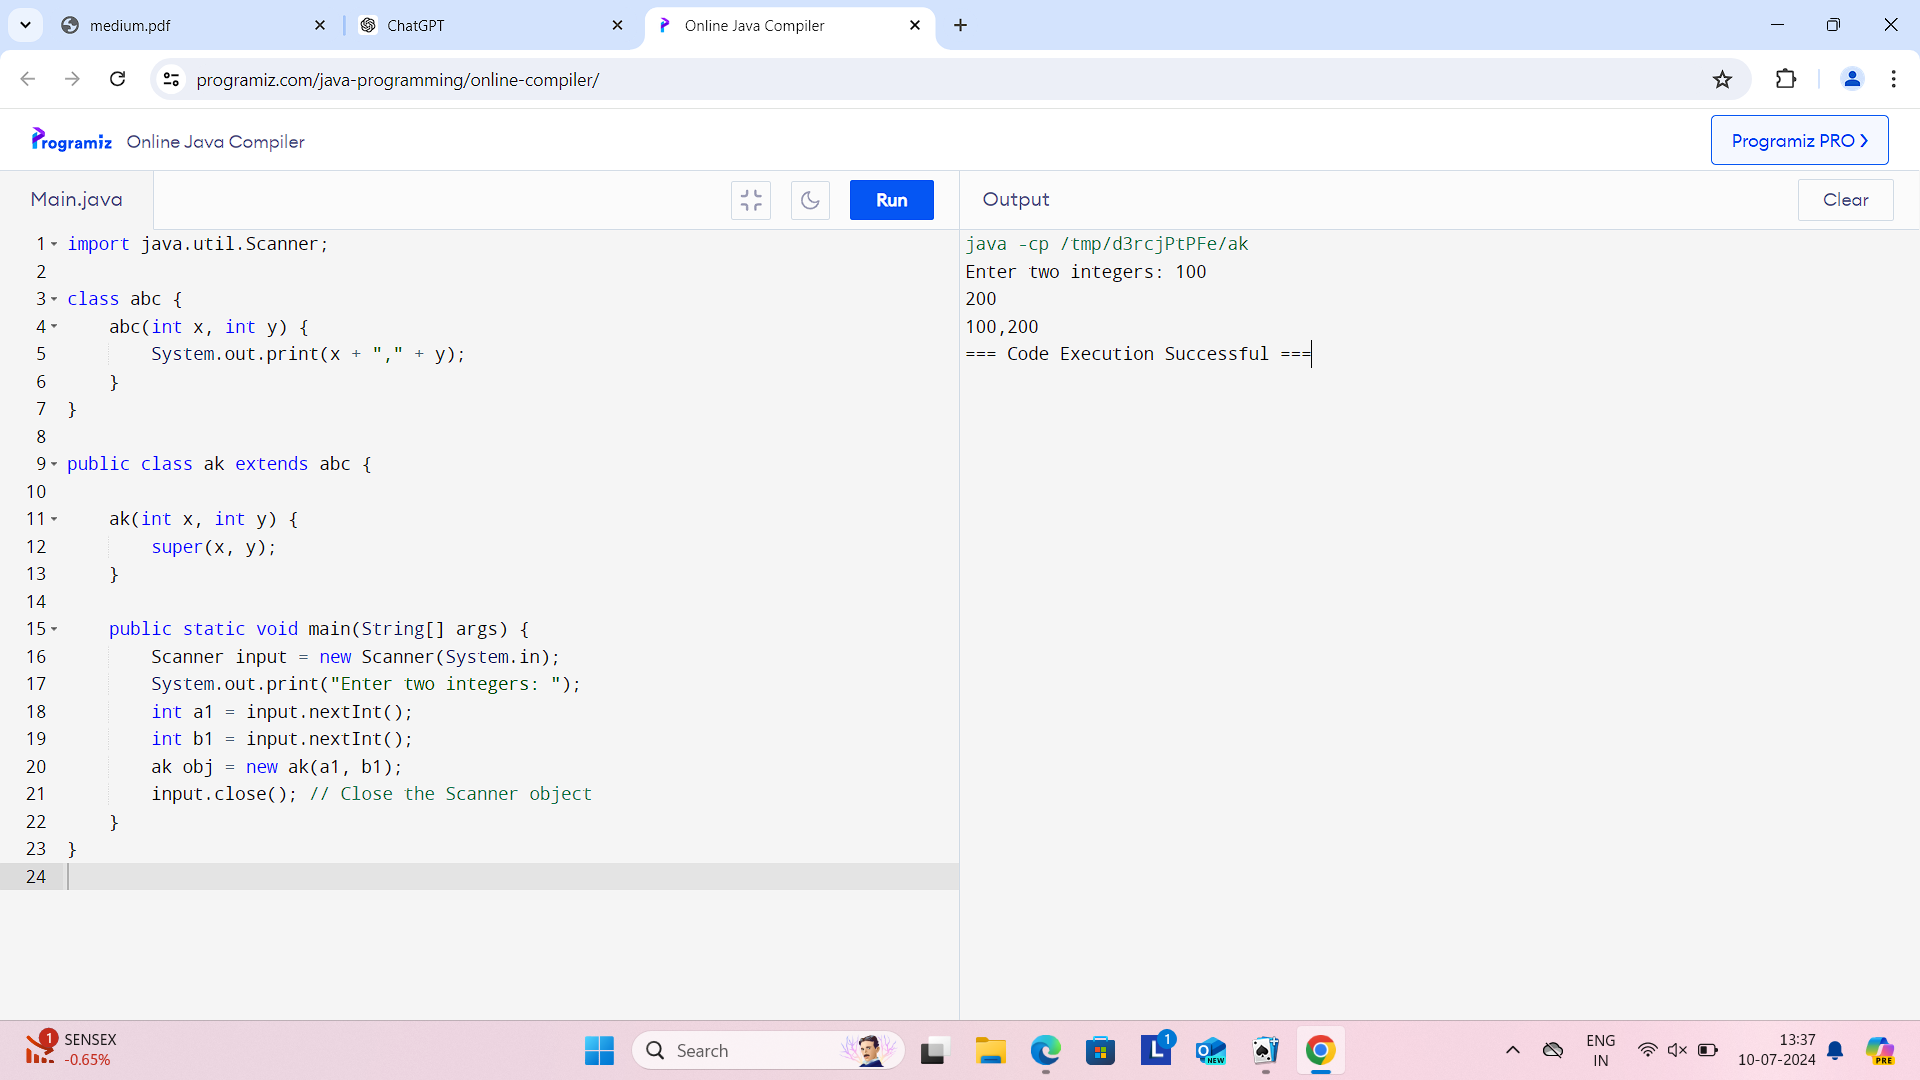 medium.pdf
ChatGPT
Online Java Compiler
programiz.com/java-programming/online-compiler/
Programiz Online Java Compiler
Programiz PRO
Main.java
Run
Output
Clear
1 import java.util.Scanner;
2
3 class abc {
4 abc(int x, int y) {
5 System.out.print(x + "," + y);
6 }
7 }
8
9 public class ak extends abc {
10
11 ak(int x, int y) {
12 super(x, y);
13 }
14
15 public static void main(String[] args) {
16 Scanner input = new Scanner(System.in);
17 System.out.print("Enter two integers: ");
18 int a1 = input.nextInt();
19 int b1 = input.nextInt();
20 ak obj = new ak(a1, b1);
21 input.close(); // Close the Scanner object
22 }
23 }
24
java -cp /tmp/d3rcjPtPFe/ak
Enter two integers: 100
200
100,200
=== Code Execution Successful ===
1
SENSEX
-0.65%
Search
L
1
NEW
ENG
IN
13:37
10-07-2024
PRE